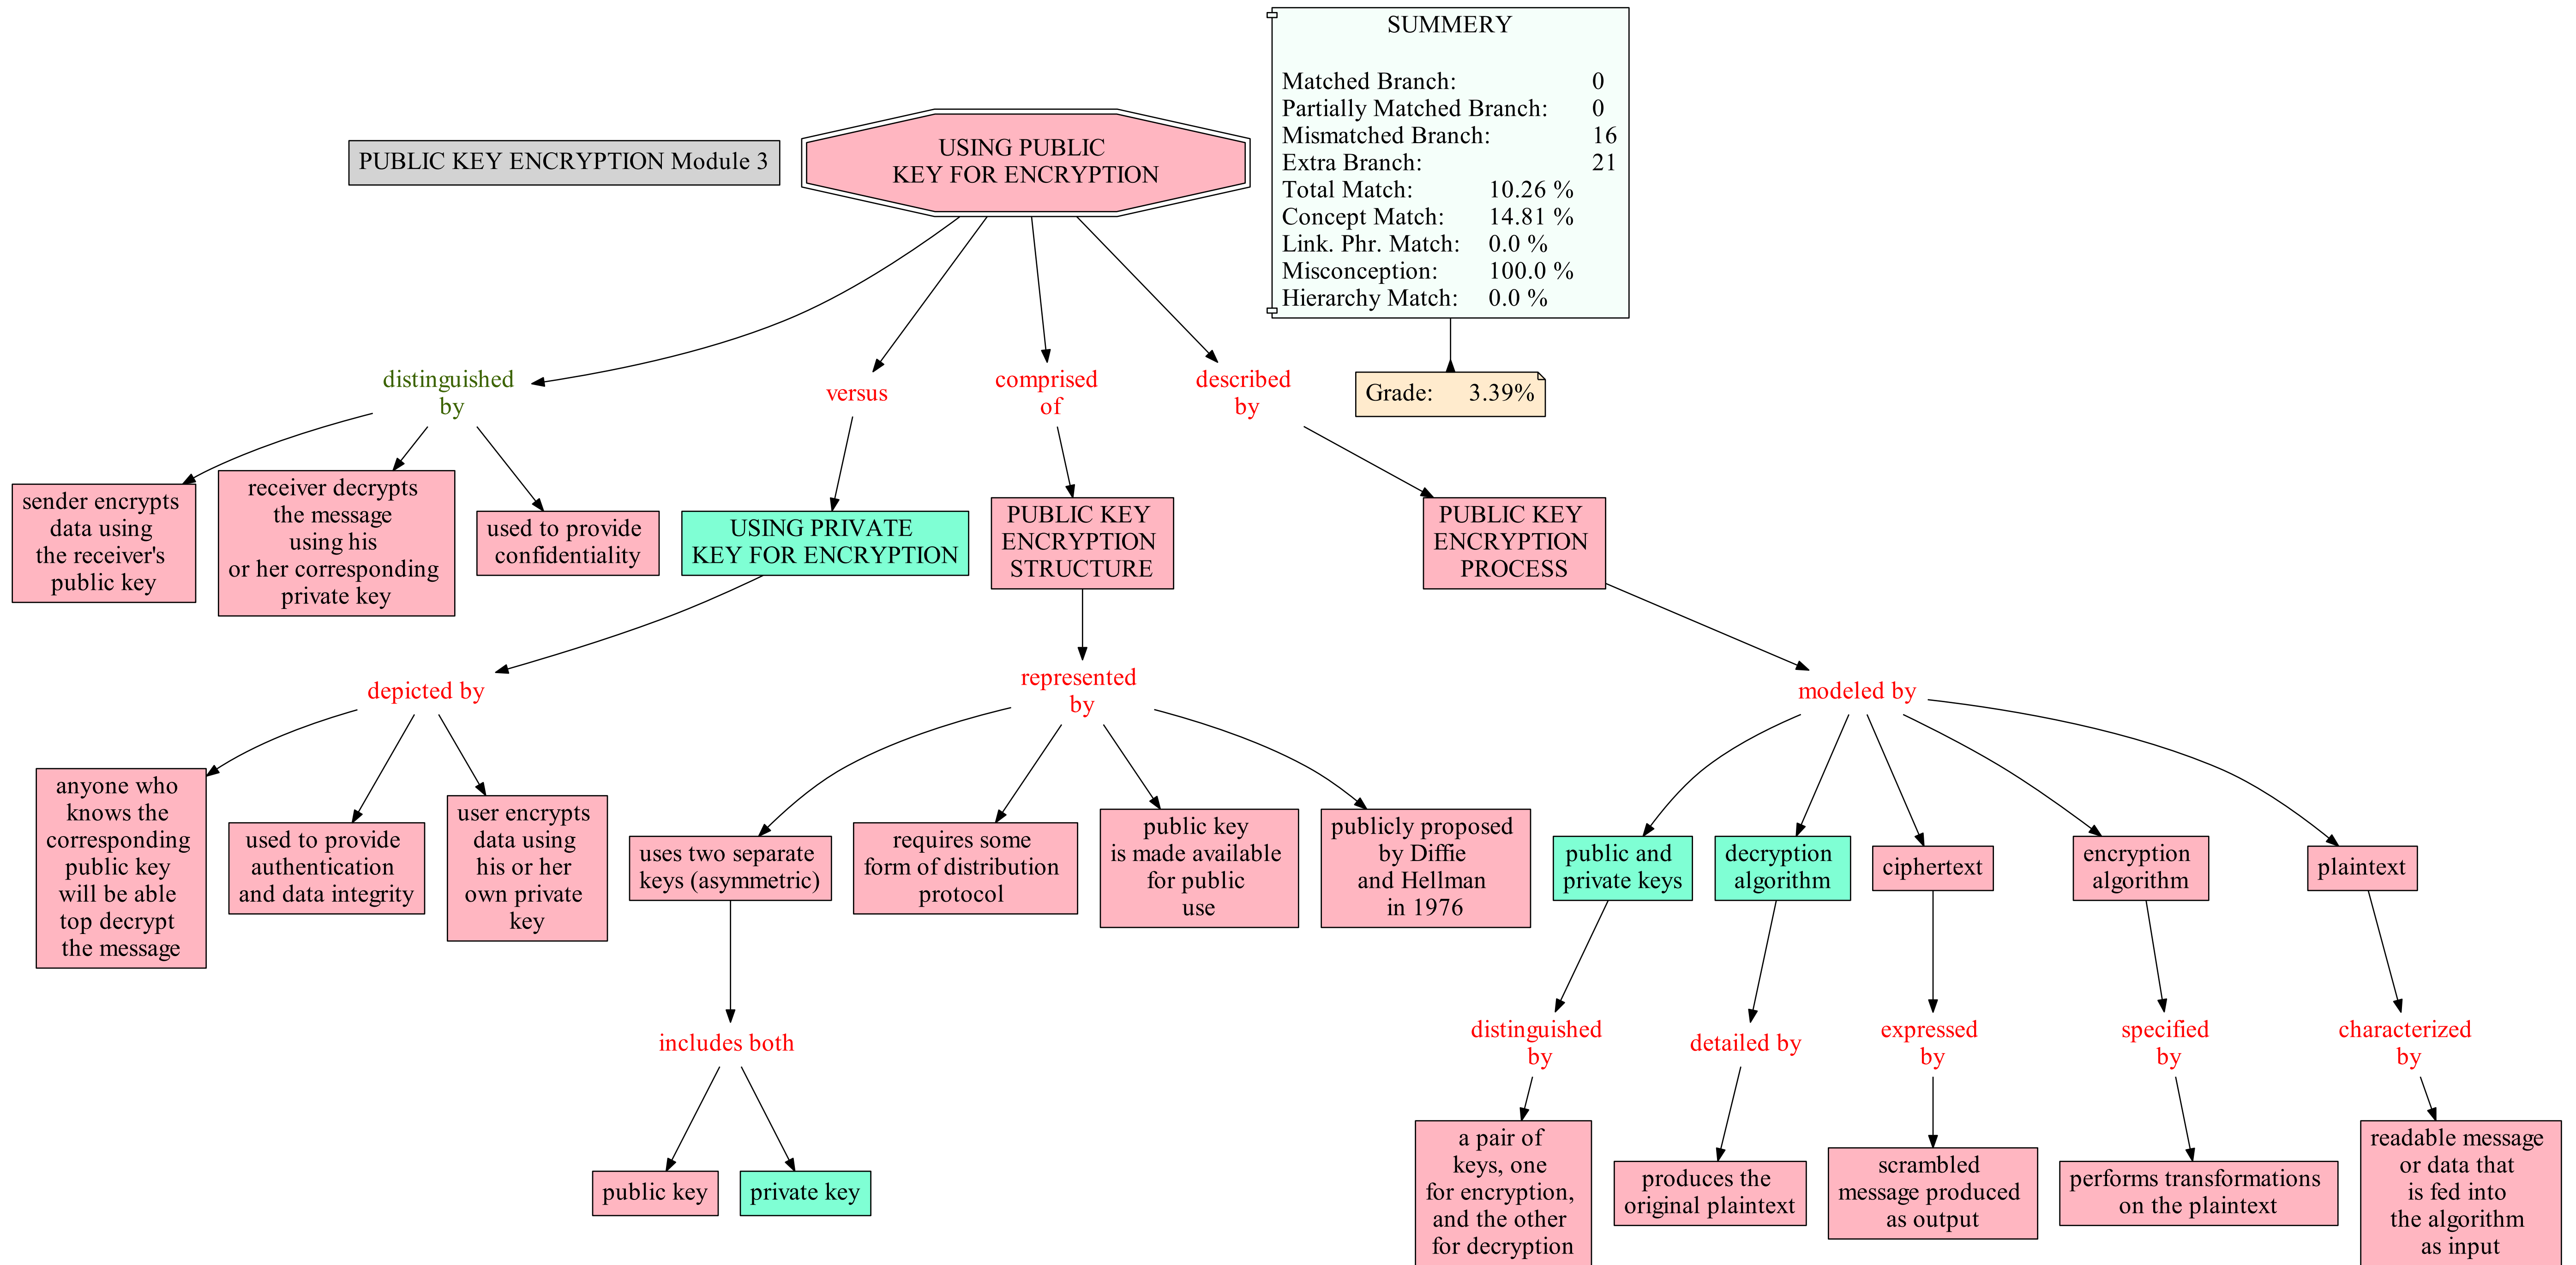 SUMMERY
Matched Branch: 0
Partially Matched Branch: 0
Mismatched Branch: 16
Extra Branch: 21
Total Match: 10.26 %
Concept Match: 14.81 %
Link. Phr. Match: 0.0 %
Misconception: 100.0 %
Hierarchy Match: 0.0 %
PUBLIC KEY ENCRYPTION Module 3
USING PUBLIC
KEY FOR ENCRYPTION
Grade: 3.39%
distinguished
by
versus
comprised
of
described
by
sender encrypts
data using
the receiver's
public key
receiver decrypts
the message
using his
or her corresponding
private key
used to provide
confidentiality
USING PRIVATE
KEY FOR ENCRYPTION
PUBLIC KEY
ENCRYPTION
STRUCTURE
PUBLIC KEY
ENCRYPTION
PROCESS
depicted by
represented
by
modeled by
anyone who
knows the
corresponding
public key
will be able
top decrypt
the message
used to provide
authentication
and data integrity
user encrypts
data using
his or her
own private
key
uses two separate
keys (asymmetric)
requires some
form of distribution
protocol
public key
is made available
for public
use
publicly proposed
by Diffie
and Hellman
in 1976
public and
private keys
decryption
algorithm
ciphertext
encryption
algorithm
plaintext
includes both
distinguished
by
detailed by
expressed
by
specified
by
characterized
by
public key
private key
a pair of
keys, one
for encryption,
and the other
for decryption
produces the
original plaintext
scrambled
message produced
as output
performs transformations
on the plaintext
readable message
or data that
is fed into
the algorithm
as input